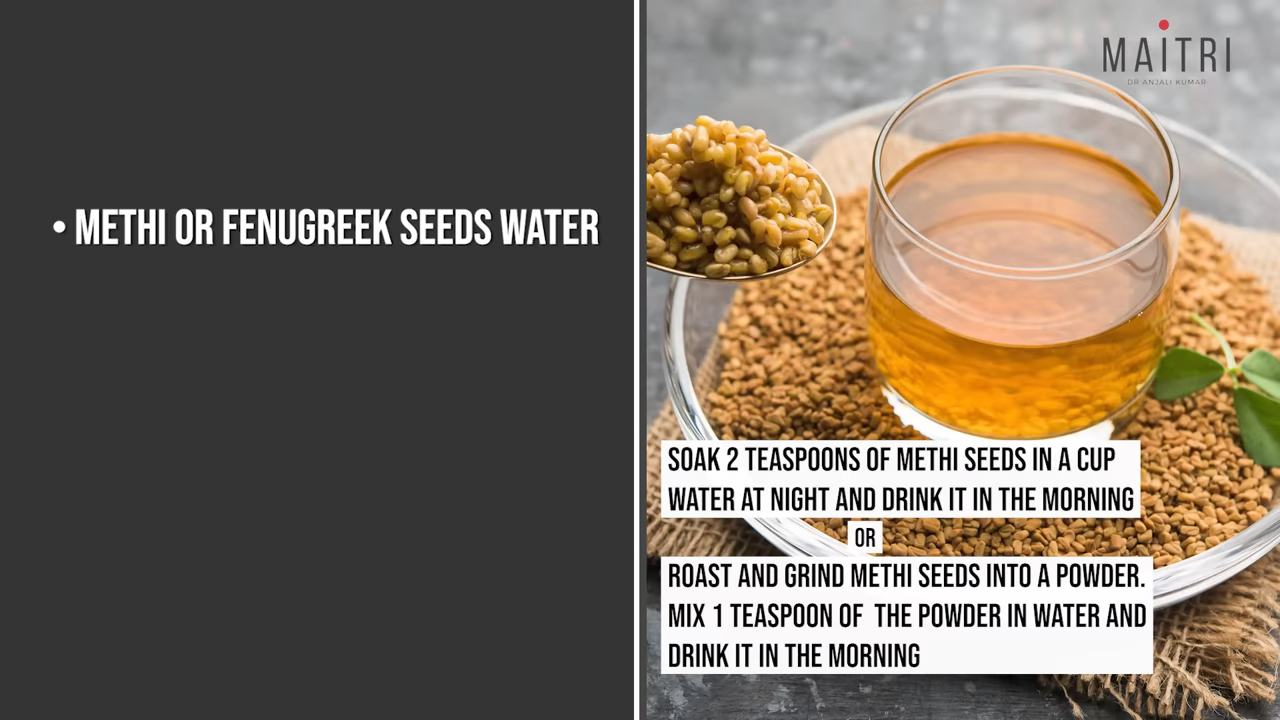 • METHI OR FENUGREEK SEEDS WATER
MAITRI
DR ANJALI KUMAR
SOAK 2 TEASPOONS OF METHI SEEDS IN A CUP
WATER AT NIGHT AND DRINK IT IN THE MORNING
OR
ROAST AND GRIND METHI SEEDS INTO A POWDER.
MIX 1 TEASPOON OF  THE POWDER IN WATER AND
DRINK IT IN THE MORNING